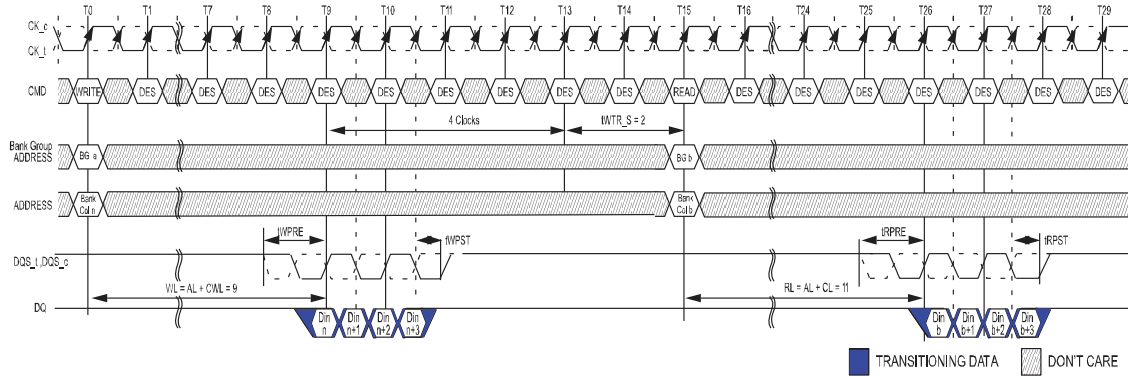 T0 T1 T7 T8 T9 T10 T11 T12 T13 T14 T15 T16 T24 T25 T26 T27 T28 T29
CK_c
CK_t
CMD WRITE DES DES DES DES DES DES DES DES DES READ DES DES DES DES DES DES DES
4 Clocks tWTR_S = 2
Bank Group
ADDRESS BG a BG b
ADDRESS Bank
Col n Bank
Col b
tWPRE tWPST tRPRE tRPST
DQS_t ,DQS_c
WL = AL + CWL = 9 RL = AL + CL = 11
DQ Din
n Din
n+1 Din
n+2 Din
n+3 Din
b Din
b+1 Din
b+2 Din
b+3
TRANSITIONING DATA DON'T CARE